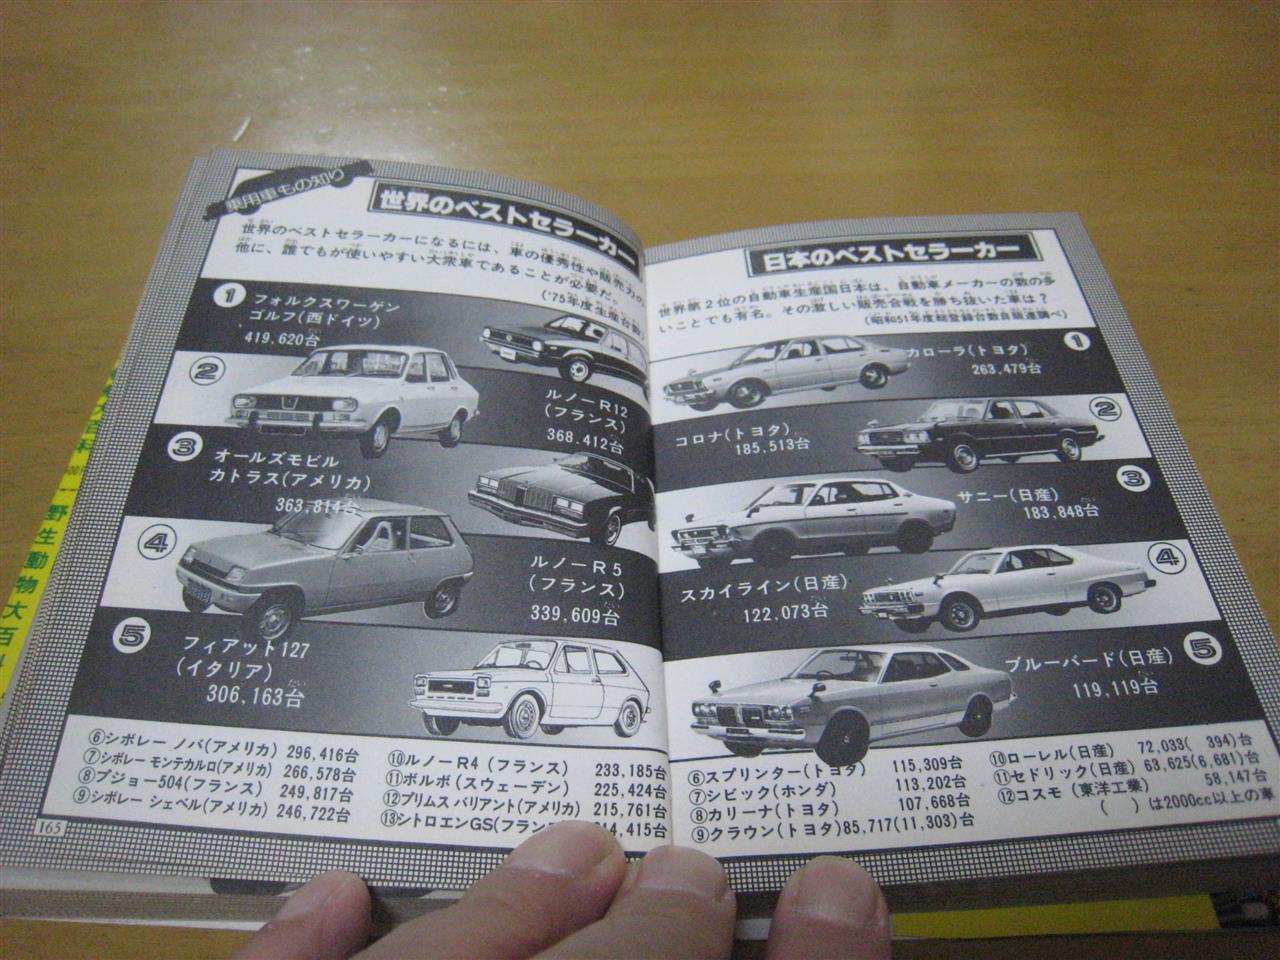 乗用車もの知り
世界のベストセラーカー
世界のベストセラーカーになるには、車の優秀性や販売力の
他に、誰でもが使いやすい大衆車であることが必要だ。
('75年度生産台数)
① フォルクスワーゲン
ゴルフ(西ドイツ)
419,620台
②
ルノーR12
(フランス)
368,412台
③ オールズモビル
カトラス(アメリカ)
363,814台
④
ルノーR5
(フランス)
339,609台
⑤ フィアット127
(イタリア)
306,163台
⑥シボレー ノバ(アメリカ) 296,416台
⑦シボレー モンテカルロ(アメリカ) 266,578台
⑧プジョー504(フランス) 249,817台
⑨シボレー シェベル(アメリカ) 246,722台
⑩ルノーR4(フランス) 233,185台
⑪ボルボ(スウェーデン) 225,424台
⑫プリムス バリアント(アメリカ) 215,761台
⑬シトロエンGS(フラン 14,415台
165
日本のベストセラーカー
世界第2位の自動車生産国日本は、自動車メーカーの数の多
いことでも有名。その激しい販売合戦を勝ち抜いた車は?
(昭和51年度総登録台数自販連調べ)
① カローラ(トヨタ)
263,479台
②
コロナ(トヨタ)
185,513台
③
サニー(日産)
183,848台
④
スカイライン(日産)
122,073台
⑤
ブルーバード(日産)
119,119台
⑥スプリンター(トヨタ) 115,309台
⑦シビック(ホンダ) 113,202台
⑧カリーナ(トヨタ) 107,668台
⑨クラウン(トヨタ)85,717(11,303)台
⑩ローレル(日産) 72,033( 394)台
⑪セドリック(日産) 63,625(6,681)台
⑫コスモ(東洋工業) 58,147台
( )は2000cc以上の車
野生動物大百科